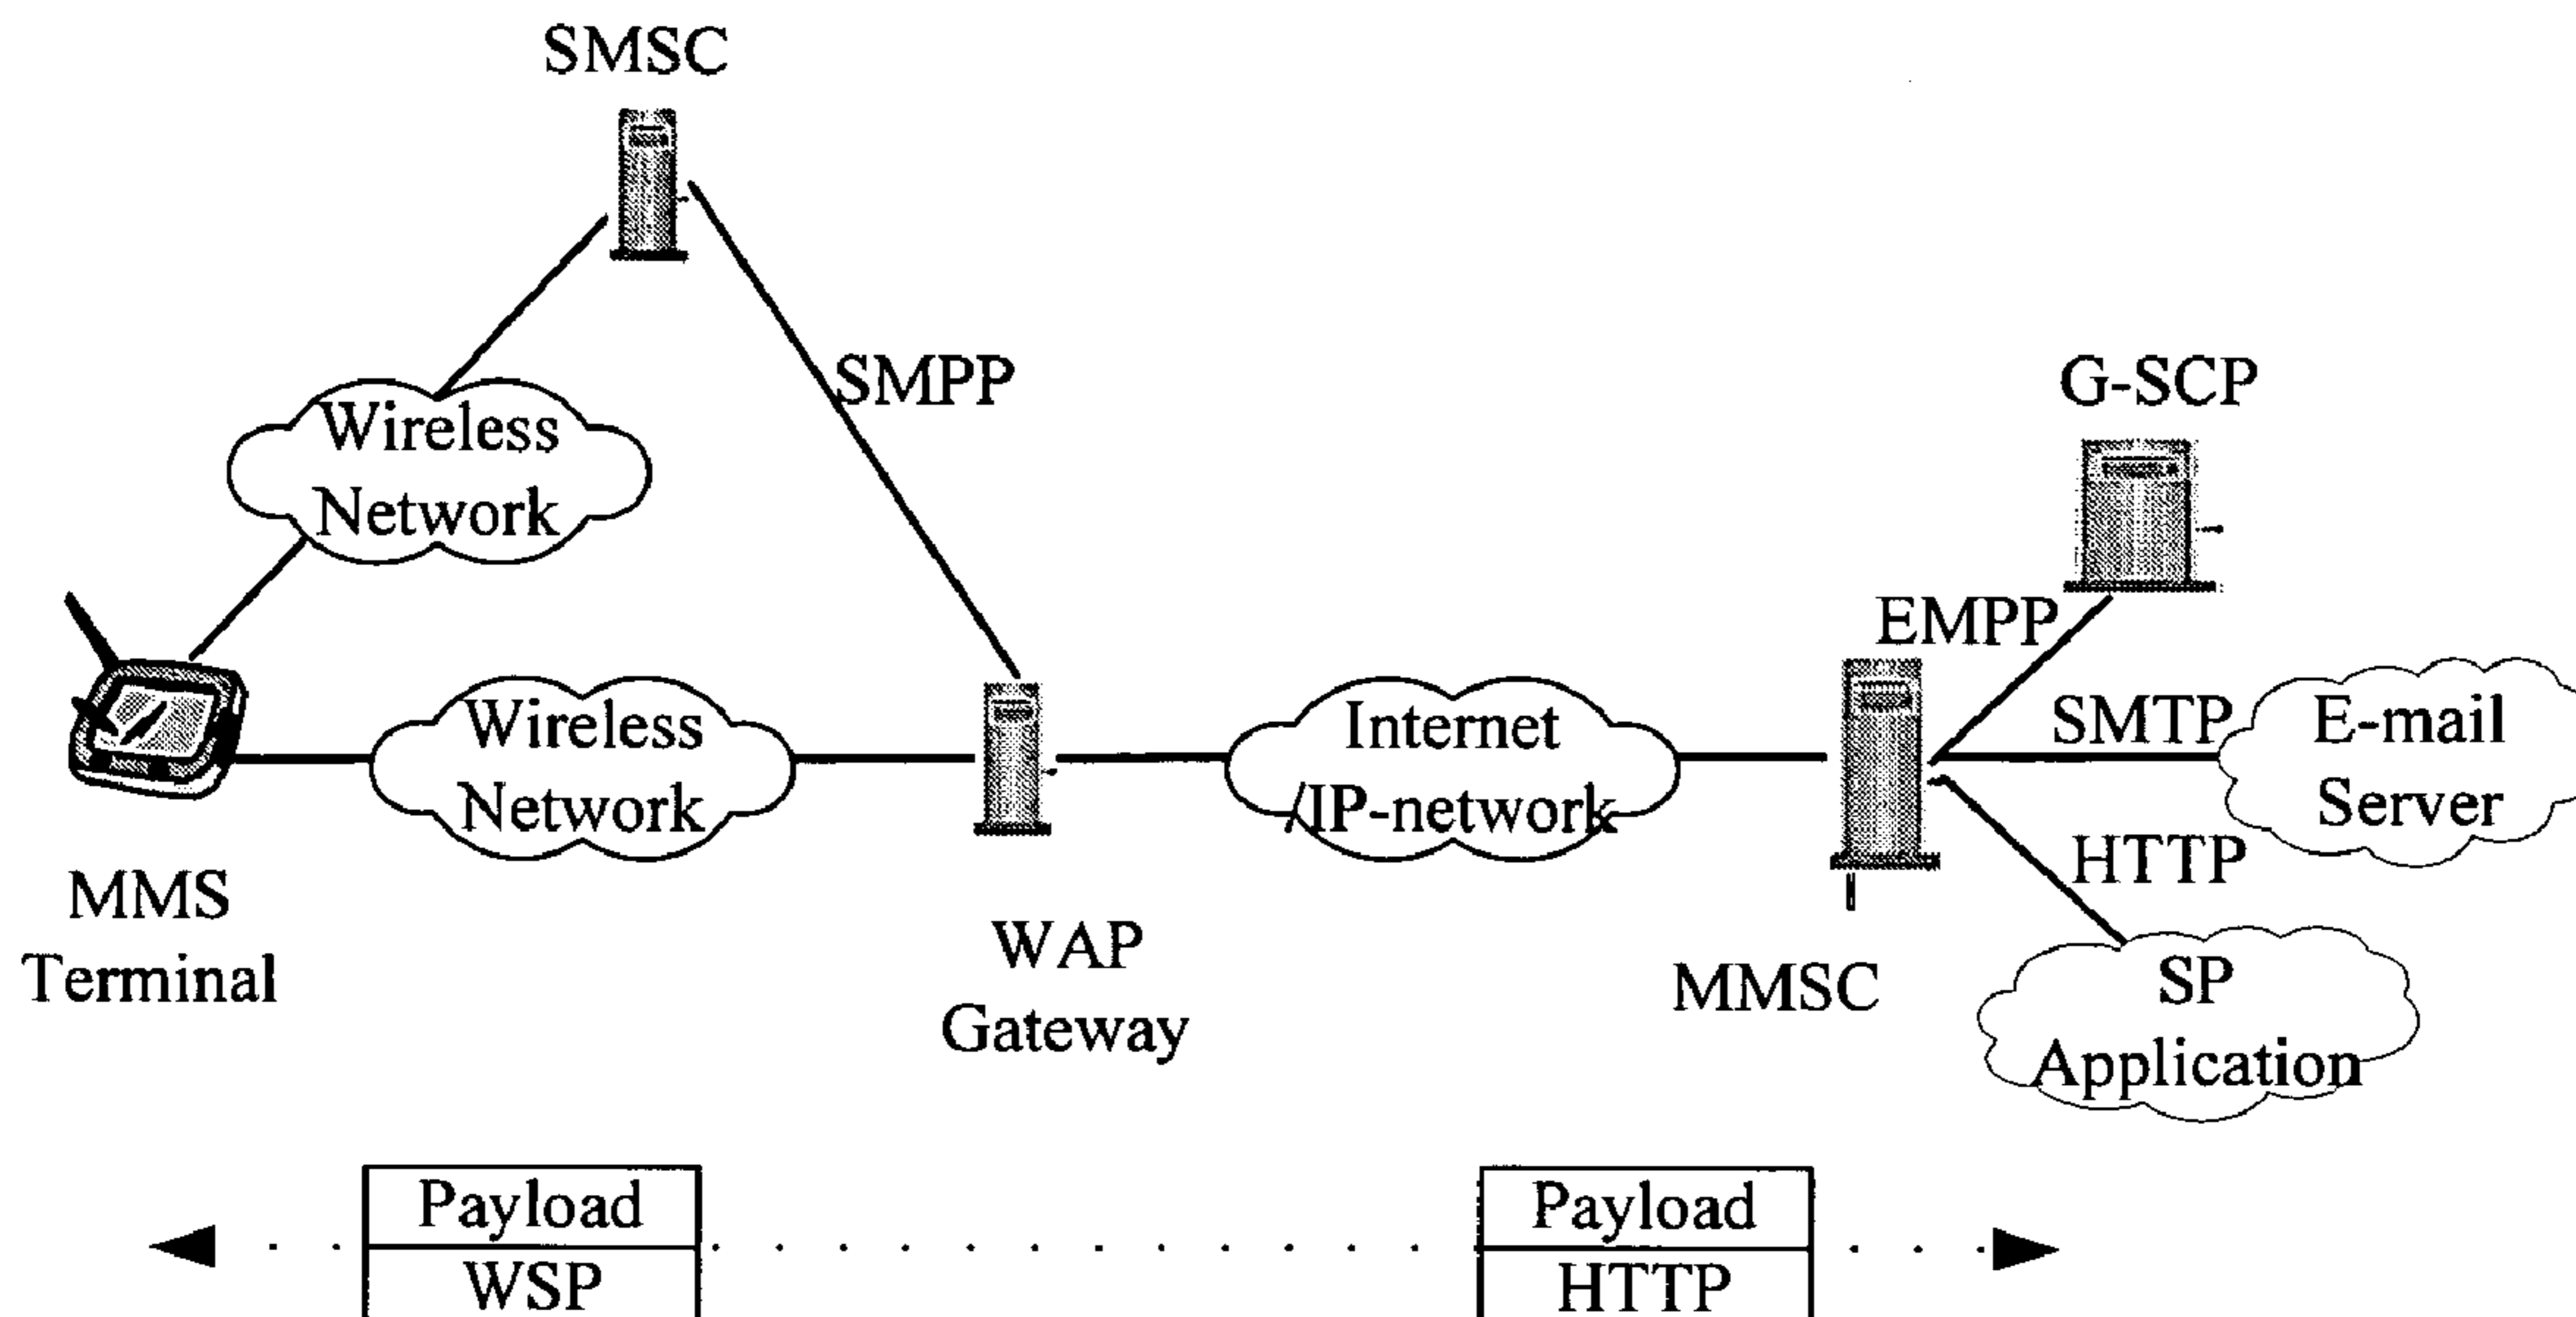 SMSC
SMPP
G-SCP
Wireless
Network
EMPP
Wireless
Network
Internet
/IP-network
SMTP
E-mail
Server
HTTP
MMS
Terminal
WAP
Gateway
MMSC
SP
Application
Payload
WSP
Payload
HTTP